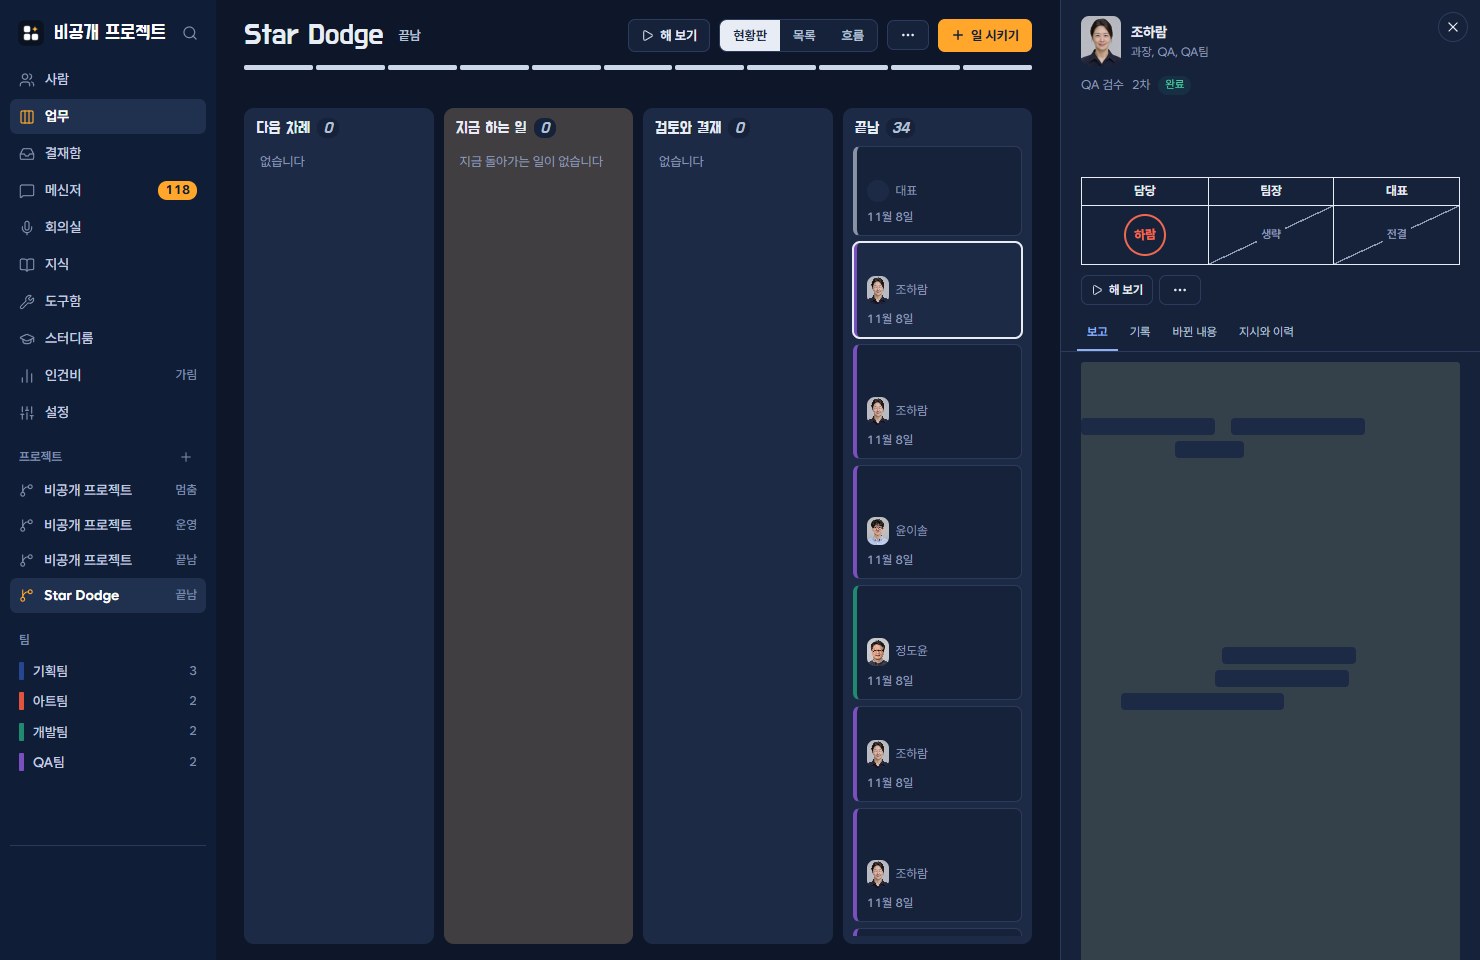 비공개 프로젝트
사람
업무
결재함
메신저 118
회의실
지식
도구함
스터디룸
인건비 가림
설정
프로젝트
비공개 프로젝트 멈춤
비공개 프로젝트 운영
비공개 프로젝트 끝남
Star Dodge 끝남
팀
기획팀 3
아트팀 2
개발팀 2
QA팀 2
Star Dodge 끝남
해 보기
현황판 목록 흐름
일 시키기
다음 차례 0
없습니다
지금 하는 일 0
지금 돌아가는 일이 없습니다
검토와 결재 0
없습니다
끝남 34
대표
11월 8일
조하람
11월 8일
조하람
11월 8일
윤이솔
11월 8일
정도윤
11월 8일
조하람
11월 8일
조하람
11월 8일
조하람
과장, QA, QA팀
QA 검수 2차 완료
담당 팀장 대표
하람 생략 전결
해 보기
보고 기록 바뀐 내용 지시와 이력